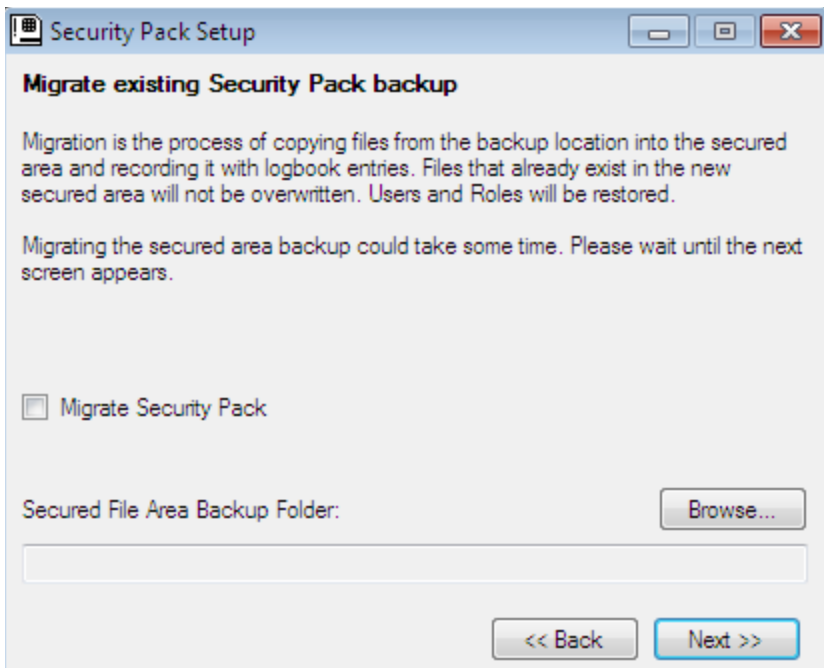 Security Pack Setup
Migrate existing Security Pack backup
Migration is the process of copying files from the backup location into the secured
area and recording it with logbook entries. Files that already exist in the new
secured area will not be overwritten. Users and Roles will be restored.
Migrating the secured area backup could take some time. Please wait until the next
screen appears.
Migrate Security Pack
Secured File Area Backup Folder:
Browse...
<< Back
Next >>